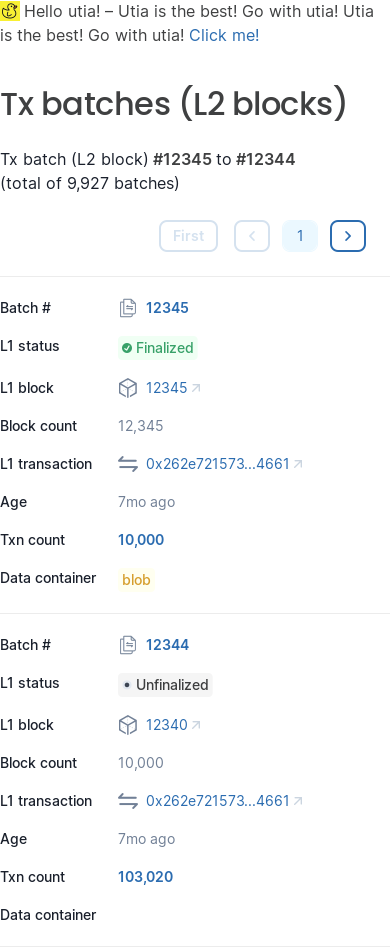 Hello utia! – Utia is the best! Go with utia! Utia
is the best! Go with utia! Click me!
Tx batches (L2 blocks)
Tx batch (L2 block) #12345 to #12344
(total of 9,927 batches)
First
1
Batch # 12345
L1 status Finalized
L1 block 12345
Block count 12,345
L1 transaction 0x262e721573...4661
Age 7mo ago
Txn count 10,000
Data container blob
Batch # 12344
L1 status Unfinalized
L1 block 12340
Block count 10,000
L1 transaction 0x262e721573...4661
Age 7mo ago
Txn count 103,020
Data container